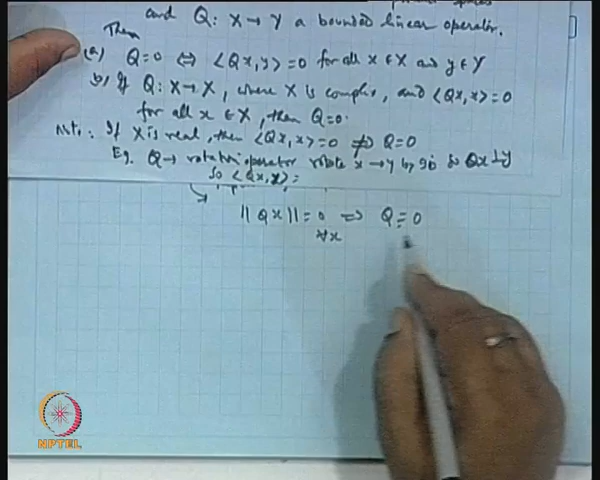 and Q: X → Y a bounded linear operator.
Then
(a) Q=0 ⇔ ⟨Qx,y⟩=0 for all x ∈ X and y ∈ Y
b) If Q: X→X, where X is complex, and ⟨Qx,x⟩=0
for all x ∈ X, then Q=0.
Note: If X is real, then ⟨Qx,x⟩=0 ⇏ Q=0
Eg. Q → rotation operator rotate x→y by 90 so Qx⊥y
So ⟨Qx,x⟩=
||Qx||=0 ⇒ Q=0
∀x
NPTEL